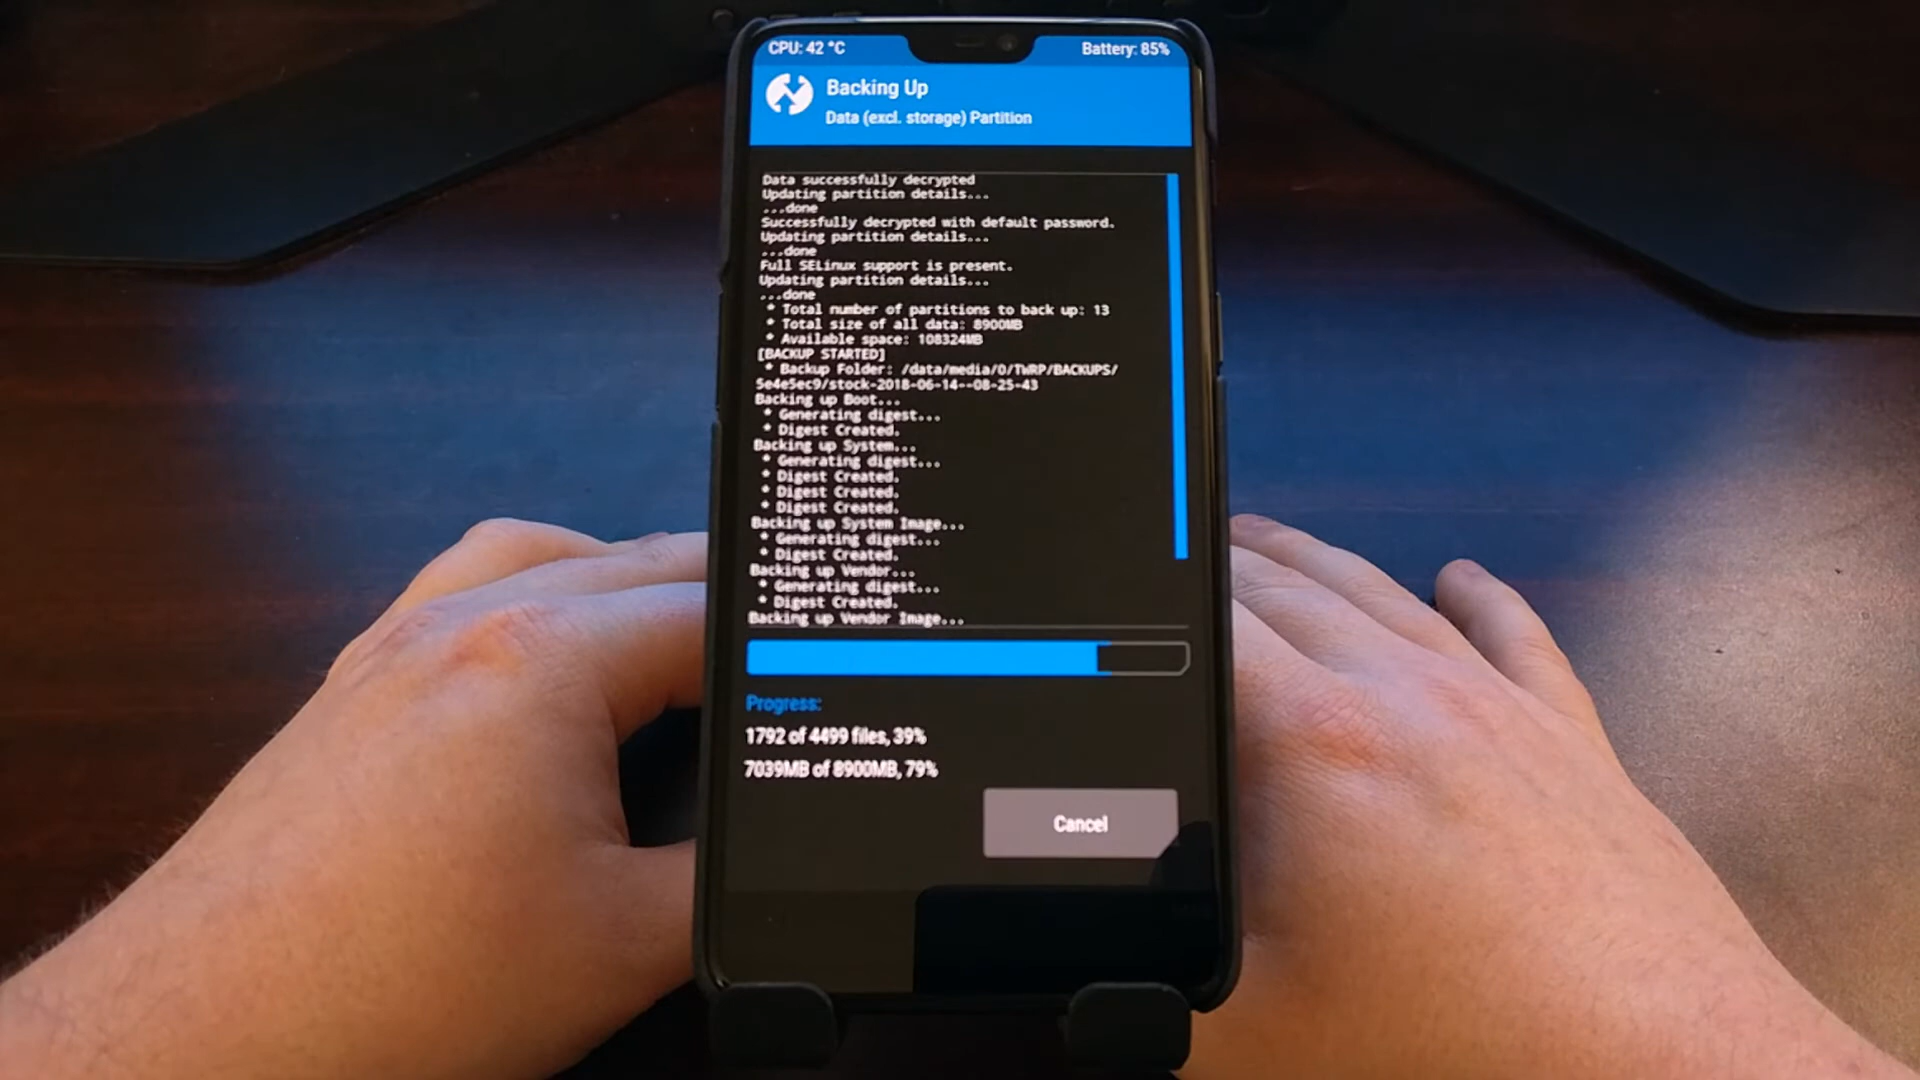 CPU: 42 °C
Battery: 85%
Backing Up
Data (excl. storage) Partition
Data successfully decrypted
Updating partition details...
...done
Successfully decrypted with default password.
Updating partition details...
...done
Full SELinux support is present.
Updating partition details...
...done
* Total number of partitions to back up: 13
* Total size of all data: 8900MB
* Available space: 108324MB
[BACKUP STARTED]
* Backup Folder: /data/media/0/TWRP/BACKUPS/
5e4e5ec9/stock-2018-06-14--08-25-43
Backing up Boot...
* Generating digest...
* Digest Created.
Backing up System...
* Generating digest...
* Digest Created.
* Digest Created.
* Digest Created.
Backing up System Image...
* Generating digest...
* Digest Created.
Backing up Vendor...
* Generating digest...
* Digest Created.
Backing up Vendor Image...
Progress:
1792 of 4499 files, 39%
7039MB of 8900MB, 79%
Cancel